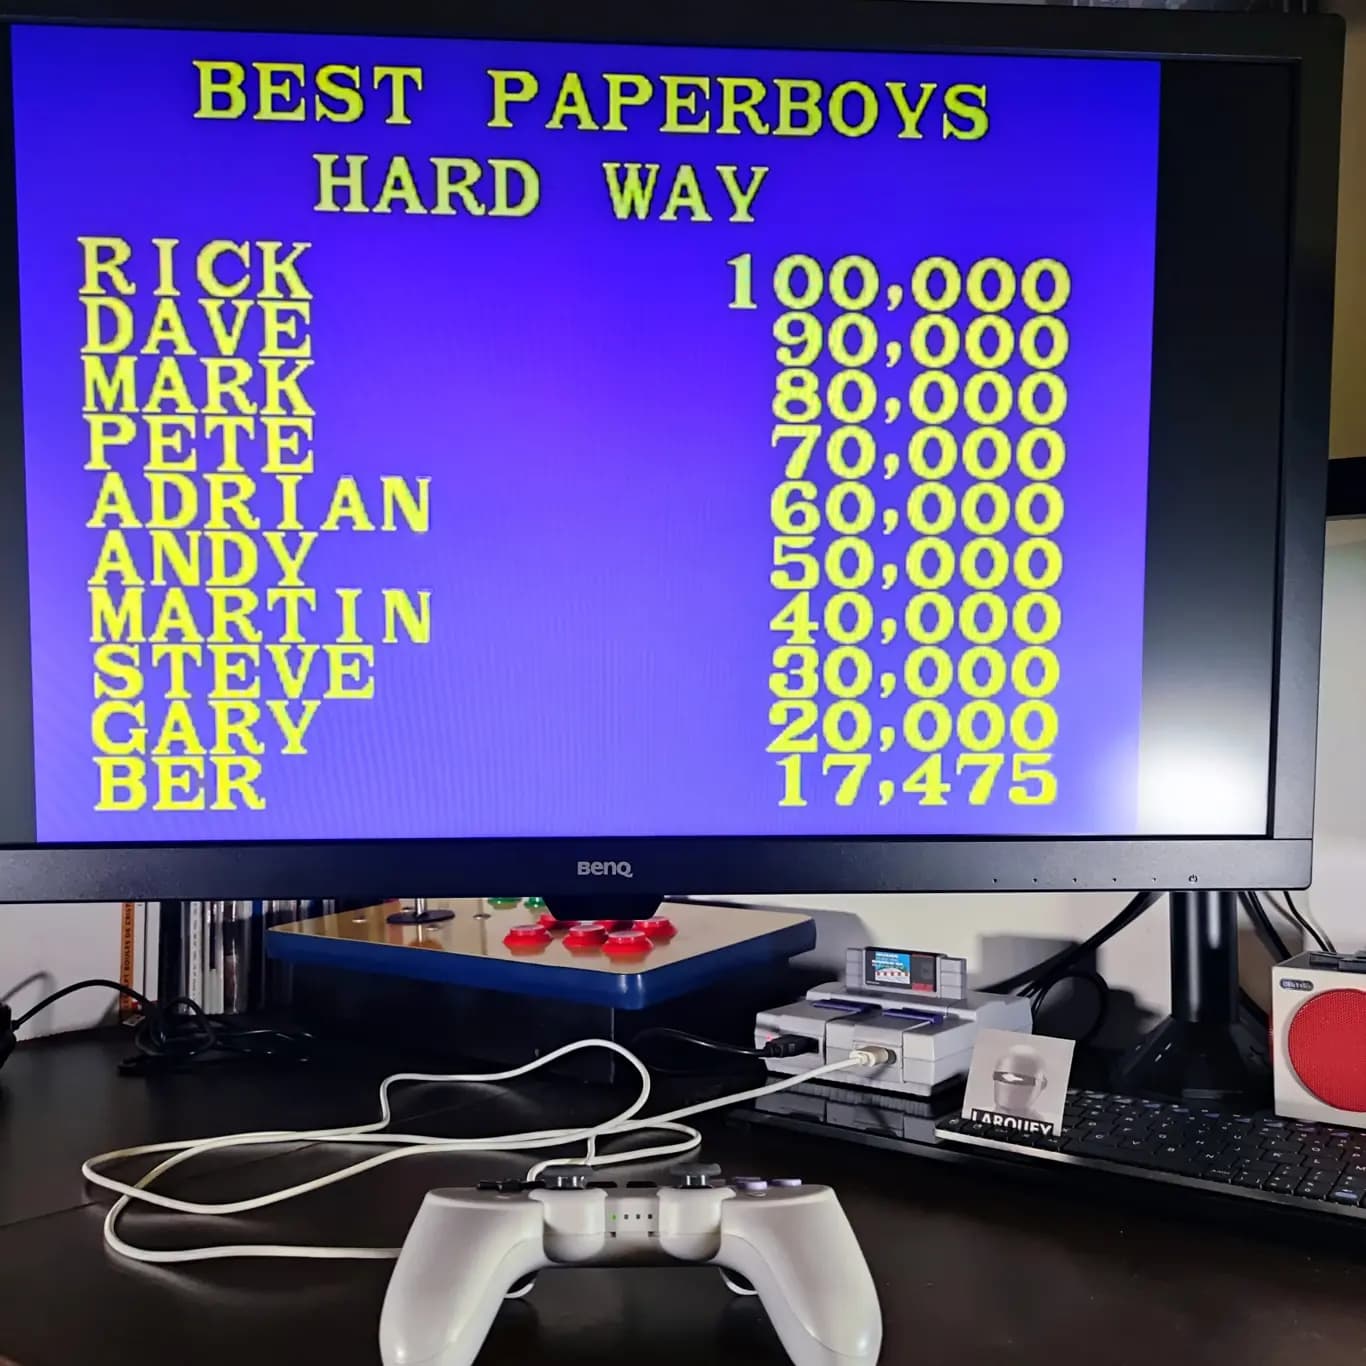 BEST PAPERBOYS
HARD WAY
RICK 100,000
DAVE 90,000
MARK 80,000
PETE 70,000
ADRIAN 60,000
ANDY 50,000
MARTIN 40,000
STEVE 30,000
GARY 20,000
BER 17,475
BenQ
LARQUEY